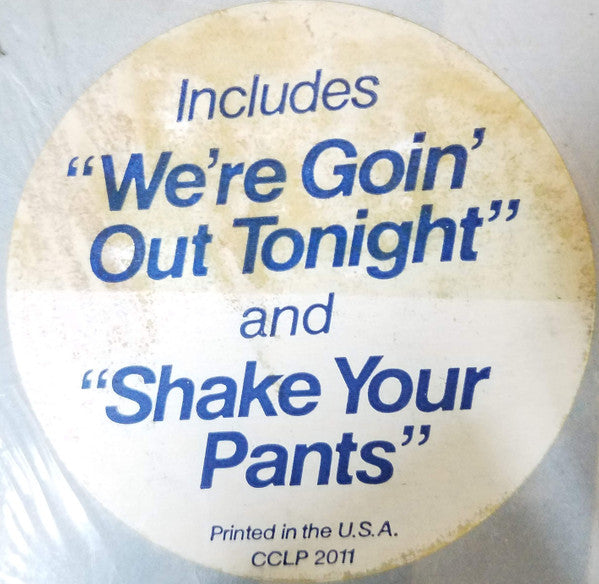 Includes
“We’re Goin’
Out Tonight”
and
“Shake Your
Pants”
Printed in the U.S.A.
CCLP 2011